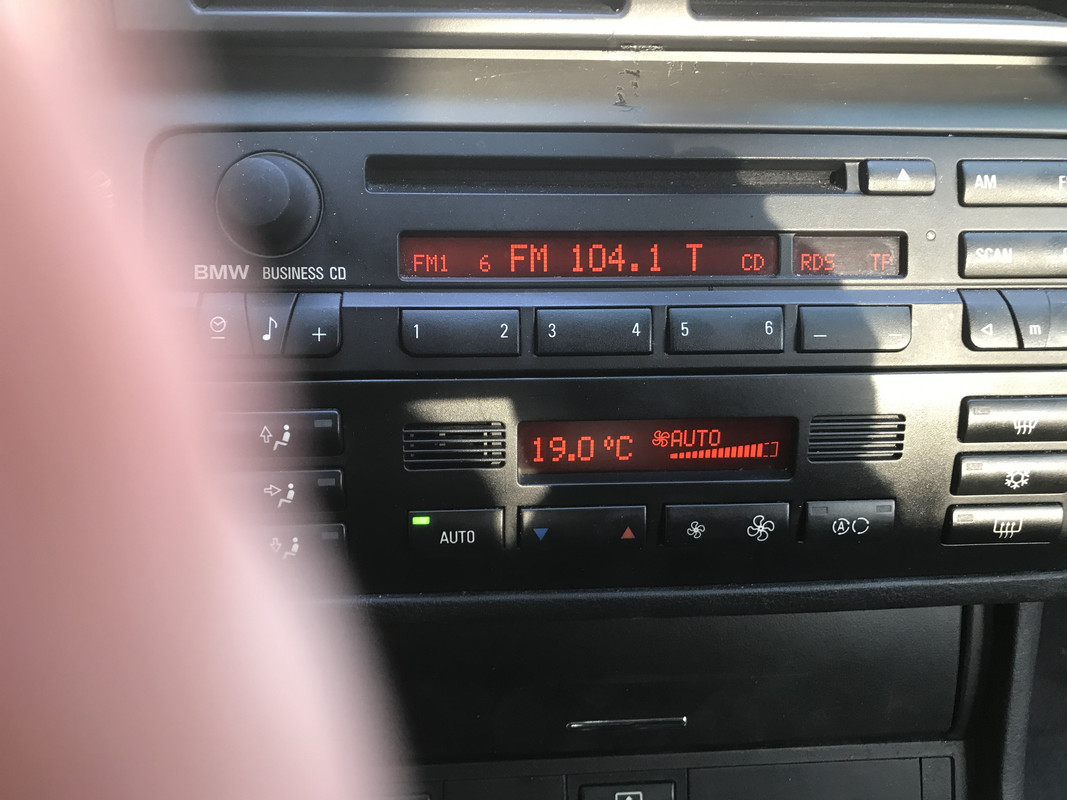 AM
FM1 6 FM 104.1 T CD RDS TP
SCAN
BMW BUSINESS CD
+ 1 2 3 4 5 6 — — m
19.0 °C AUTO
AUTO
A